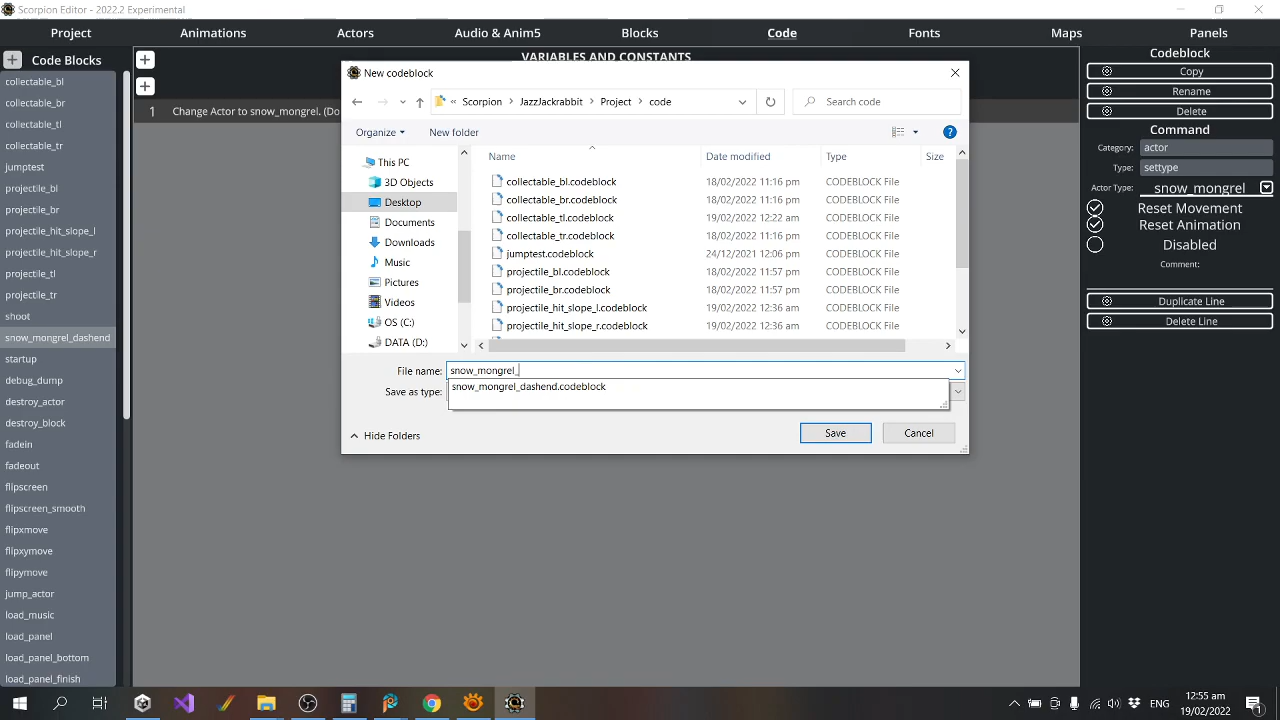 Scorpion Editor - 2022.2 Experimental
Project
Animations
Actors
Audio & Anim5
Blocks
Code
Fonts
Maps
Panels
+ Code Blocks
collectable_bl
collectable_br
collectable_tl
collectable_tr
jumptest
projectile_bl
projectile_br
projectile_hit_slope_l
projectile_hit_slope_r
projectile_tl
projectile_tr
shoot
snow_mongrel_dashend
startup
debug_dump
destroy_actor
destroy_block
fadein
fadeout
flipscreen
flipscreen_smooth
flipxmove
flipxymove
flipymove
jump_actor
load_music
load_panel
load_panel_bottom
load_panel_finish
+
+
VARIABLES AND CONSTANTS
1 Change Actor to snow_mongrel. (Do
New codeblock
« Scorpion > JazzJackrabbit > Project > code
Search code
Organize
New folder
This PC
3D Objects
Desktop
Documents
Downloads
Music
Pictures
Videos
OS (C:)
DATA (D:)
Name Date modified Type Size
collectable_bl.codeblock 18/02/2022 11:16 pm CODEBLOCK File
collectable_br.codeblock 18/02/2022 11:16 pm CODEBLOCK File
collectable_tl.codeblock 19/02/2022 12:22 am CODEBLOCK File
collectable_tr.codeblock 18/02/2022 11:16 pm CODEBLOCK File
jumptest.codeblock 24/12/2021 12:06 pm CODEBLOCK File
projectile_bl.codeblock 18/02/2022 11:57 pm CODEBLOCK File
projectile_br.codeblock 18/02/2022 11:57 pm CODEBLOCK File
projectile_hit_slope_l.codeblock 19/02/2022 12:36 am CODEBLOCK File
projectile_hit_slope_r.codeblock 19/02/2022 12:36 am CODEBLOCK File
File name: snow_mongrel_
snow_mongrel_dashend.codeblock
Save as type:
Hide Folders
Save
Cancel
Codeblock
Copy
Rename
Delete
Command
Category: actor
Type: settype
Actor Type: snow_mongrel
Reset Movement
Reset Animation
Disabled
Comment:
Duplicate Line
Delete Line
ENG
12:55 am
19/02/2022